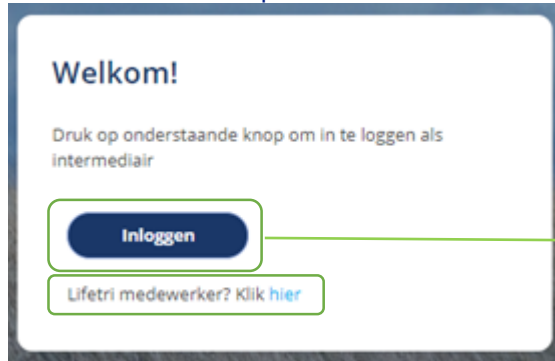 Welkom!
Druk op onderstaande knop om in te loggen als
intermediair
Inloggen
Lifetri medewerker? Klik hier